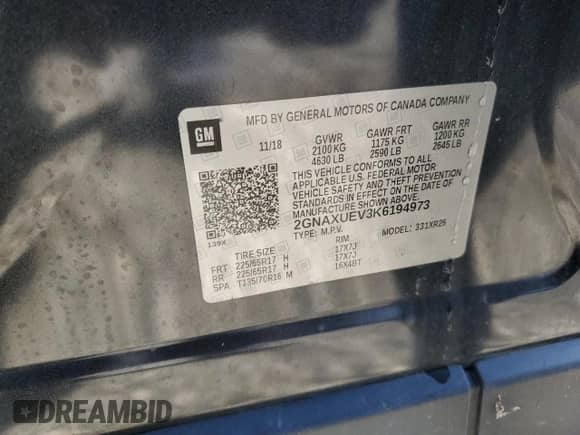 MFD BY GENERAL MOTORS OF CANADA COMPANY
GM
11/18 GVWR GAWR FRT GAWR RR
2100 KG 1175 KG 1200 KG
4630 LB 2590 LB 2645 LB
THIS VEHICLE CONFORMS TO ALL
APPLICABLE U.S. FEDERAL MOTOR
VEHICLE SAFETY AND THEFT PREVENTION
STANDARDS IN EFFECT ON THE DATE OF
MANUFACTURE SHOWN ABOVE.
2GNAXUEV3K6194973
TYPE: M.P.V. MODEL: 331XR26
139X
TIRE SIZE RIM
FRT 225/65R17 H 17X7J
RR 225/65R17 H 17X7J
SPA T135/70R16 M 16X4BT
DREAMBID